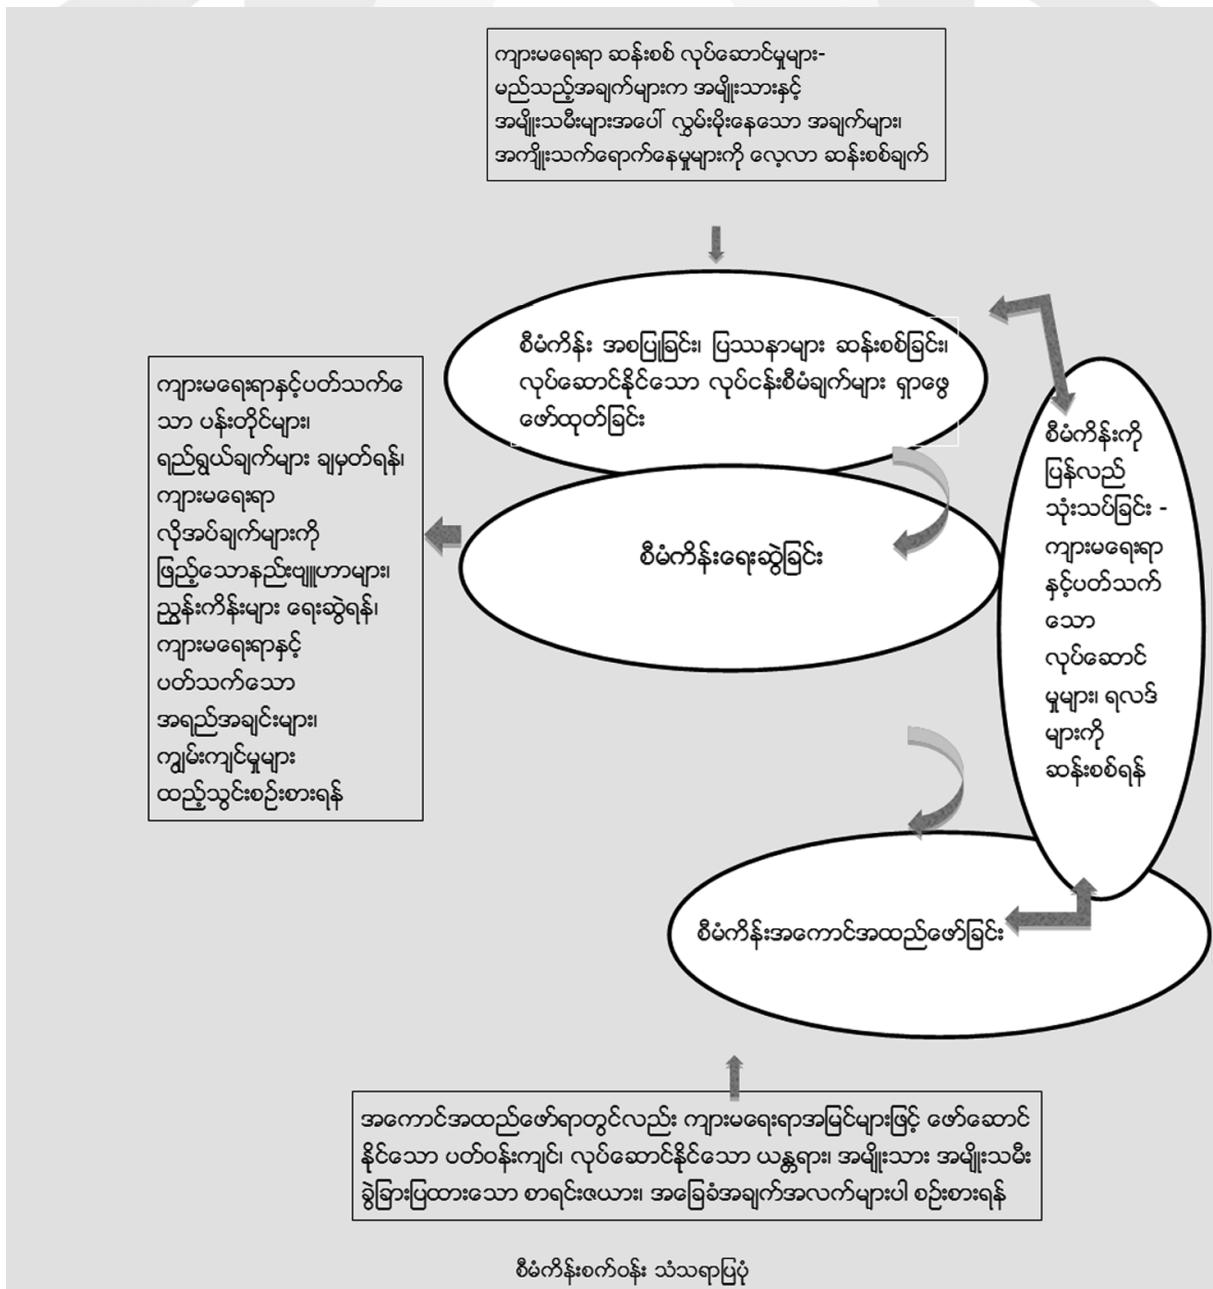 ကျားမရေးရာ ဆန်းစစ် လုပ်ဆောင်မှုများ-
မည်သည့်အချက်များက အမျိုးသားနှင့်
အမျိုးသမီးများအပေါ် လွှမ်းမိုးနေသော အချက်များ၊
အကျိုးသက်ရောက်နေမှုများကို လေ့လာ ဆန်းစစ်ချက်
စီမံကိန်း အစပြုခြင်း၊ ပြဿနာများ ဆန်းစစ်ခြင်း၊
လုပ်ဆောင်နိုင်သော လုပ်ငန်းစီမံချက်များ ရှာဖွေ
ဖော်ထုတ်ခြင်း
ကျားမရေးရာနှင့်ပတ်သက်ေ
သာ ပန်းတိုင်များ၊
ရည်ရွယ်ချက်များ ချမှတ်ရန်၊
ကျားမရေးရာ
လိုအပ်ချက်များကို
ဖြည့်သောနည်းဗျူဟာများ၊
ညွှန်းကိန်းများ ရေးဆွဲရန်၊
ကျားမရေးရာနှင့်
ပတ်သက်သော
အရည်အချင်းများ၊
ကျွမ်းကျင်မှုများ
ထည့်သွင်းစဉ်းစားရန်
စီမံကိန်းရေးဆွဲခြင်း
စီမံကိန်းကို
ပြန်လည်
သုံးသပ်ခြင်း -
ကျားမရေးရာ
နှင့်ပတ်သက်
သော
လုပ်ဆောင်
မှုများ၊ ရလဒ်
များကို
ဆန်းစစ်ရန်
စီမံကိန်းအကောင်အထည်ဖော်ခြင်း
အကောင်အထည်ဖော်ရာတွင်လည်း ကျားမရေးရာအမြင်များဖြင့် ဖော်ဆောင်
နိုင်သော ပတ်ဝန်းကျင်၊ လုပ်ဆောင်နိုင်သော ယန္တရား၊ အမျိုးသား အမျိုးသမီး
ခွဲခြားပြထားသော စာရင်းဇယား၊ အခြေခံအချက်အလက်များပါ စဉ်းစားရန်
စီမံကိန်းစက်ဝန်း သံသရာပြပုံ